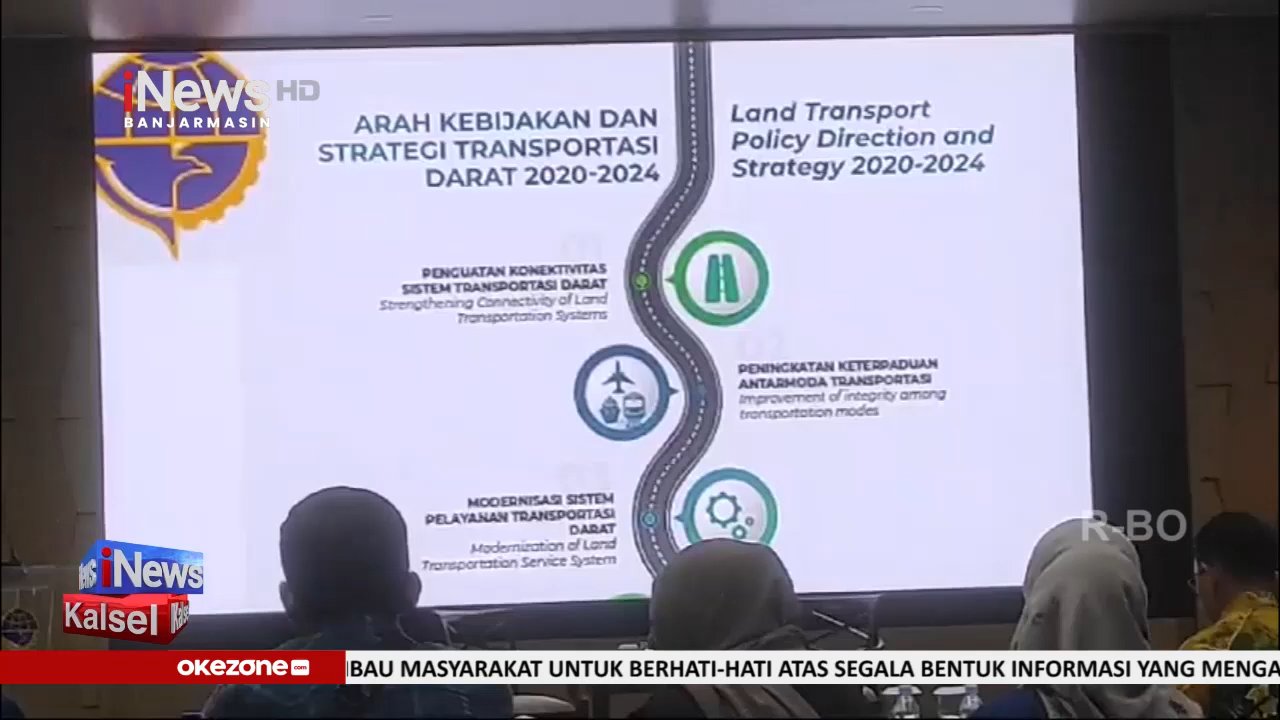 iNews HD
BANJARMASIN
ARAH KEBIJAKAN DAN
STRATEGI TRANSPORTASI
DARAT 2020-2024
Land Transport
Policy Direction and
Strategy 2020-2024
PENGUATAN KONEKTIVITAS
SISTEM TRANSPORTASI DARAT
Strengthening Connectivity of Land
Transportation Systems
PENINGKATAN KETERPADUAN
ANTARMODA TRANSPORTASI
Improvement of integrity among
transportation modes
MODERNISASI SISTEM
PELAYANAN TRANSPORTASI
DARAT
Modernization of Land
Transportation Service System
R-BO
iNews
Kalsel
okezone.com
IBAU MASYARAKAT UNTUK BERHATI-HATI ATAS SEGALA BENTUK INFORMASI YANG MENGA